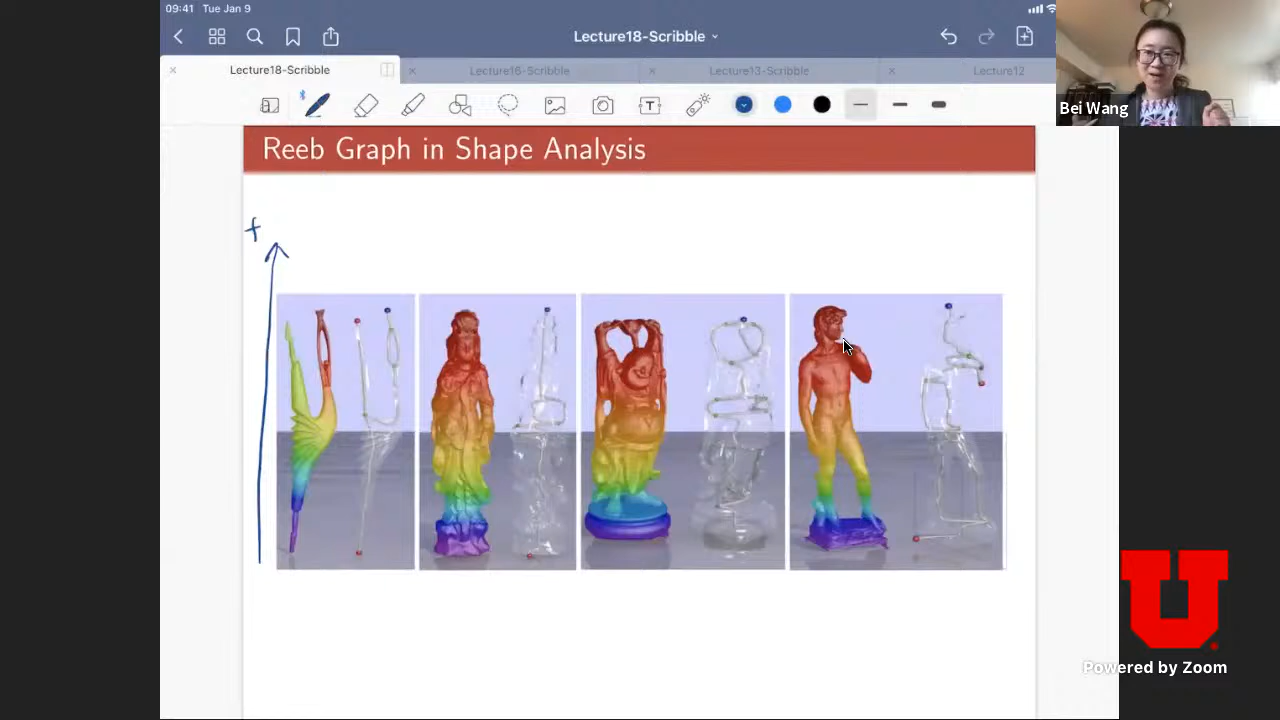 09:41 Tue Jan 9
Lecture18-Scribble
Lecture18-Scribble
Lecture16-Scribble
Lecture13-Scribble
Lecture12
T
Bei Wang
Reeb Graph in Shape Analysis
f
U
Powered by Zoom